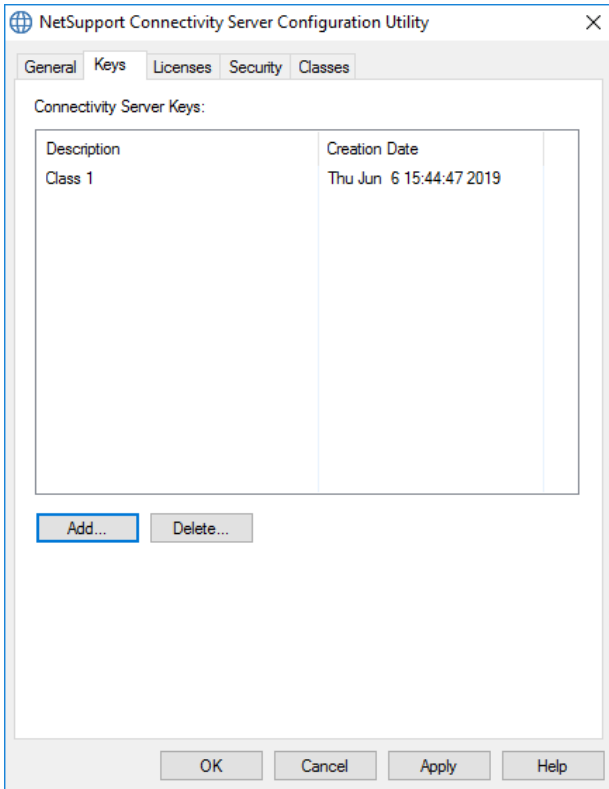 NetSupport Connectivity Server Configuration Utility
General Keys Licenses Security Classes
Connectivity Server Keys:
Description Creation Date
Class 1 Thu Jun  6 15:44:47 2019
Add... Delete...
OK Cancel Apply Help